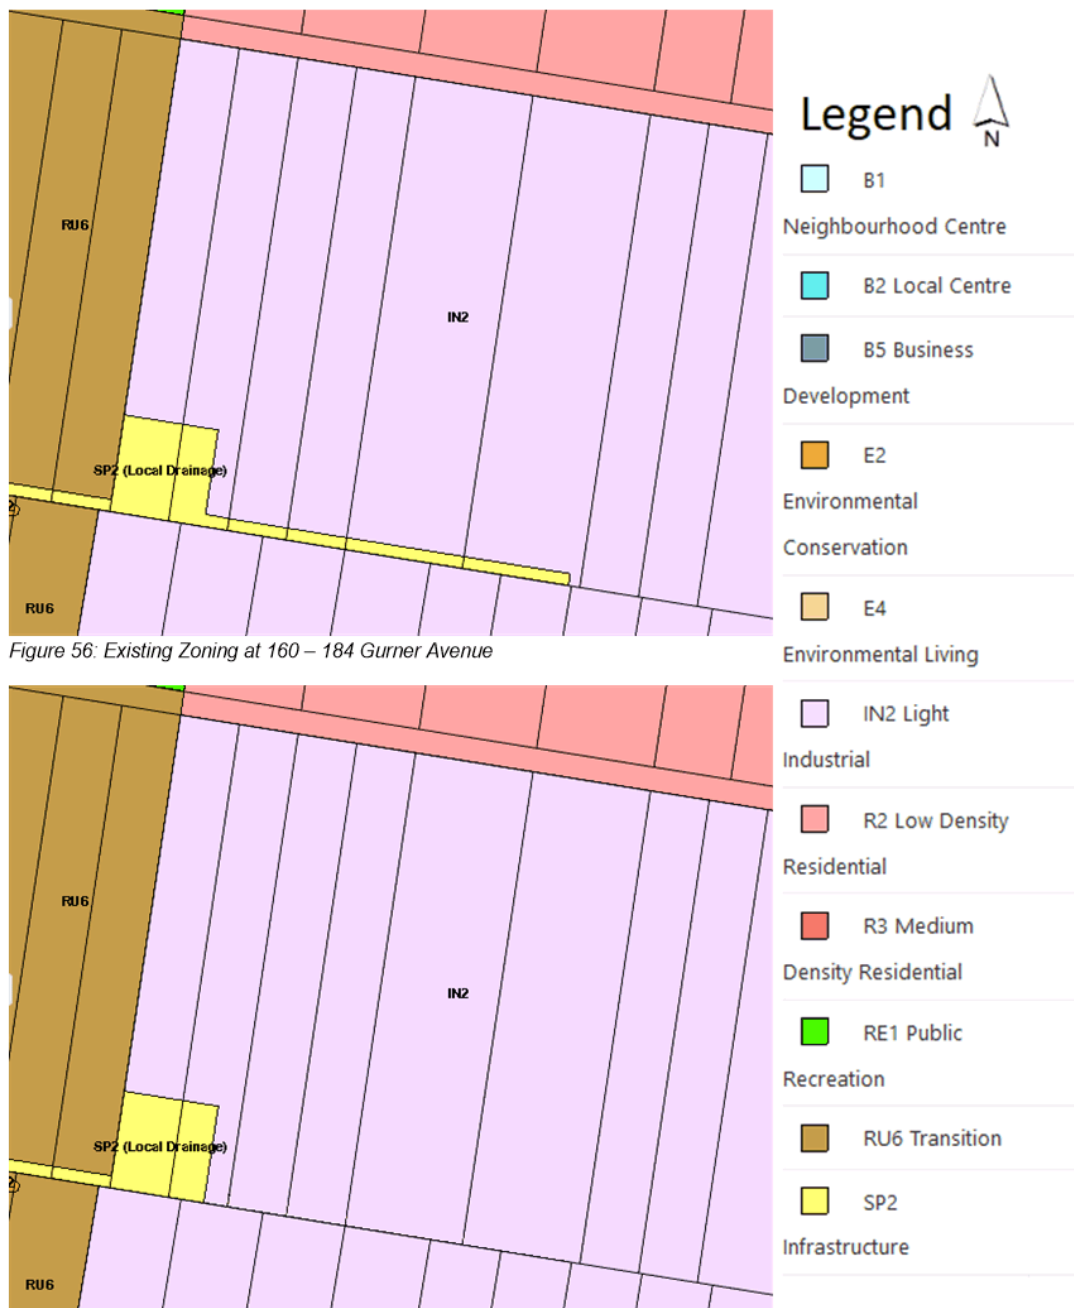 RU6
IN2
SP2 (Local Drainage)
RU6
Figure 56: Existing Zoning at 160 – 184 Gurner Avenue
RU6
IN2
SP2 (Local Drainage)
RU6
Legend
N
B1
Neighbourhood Centre
B2 Local Centre
B5 Business
Development
E2
Environmental
Conservation
E4
Environmental Living
IN2 Light
Industrial
R2 Low Density
Residential
R3 Medium
Density Residential
RE1 Public
Recreation
RU6 Transition
SP2
Infrastructure